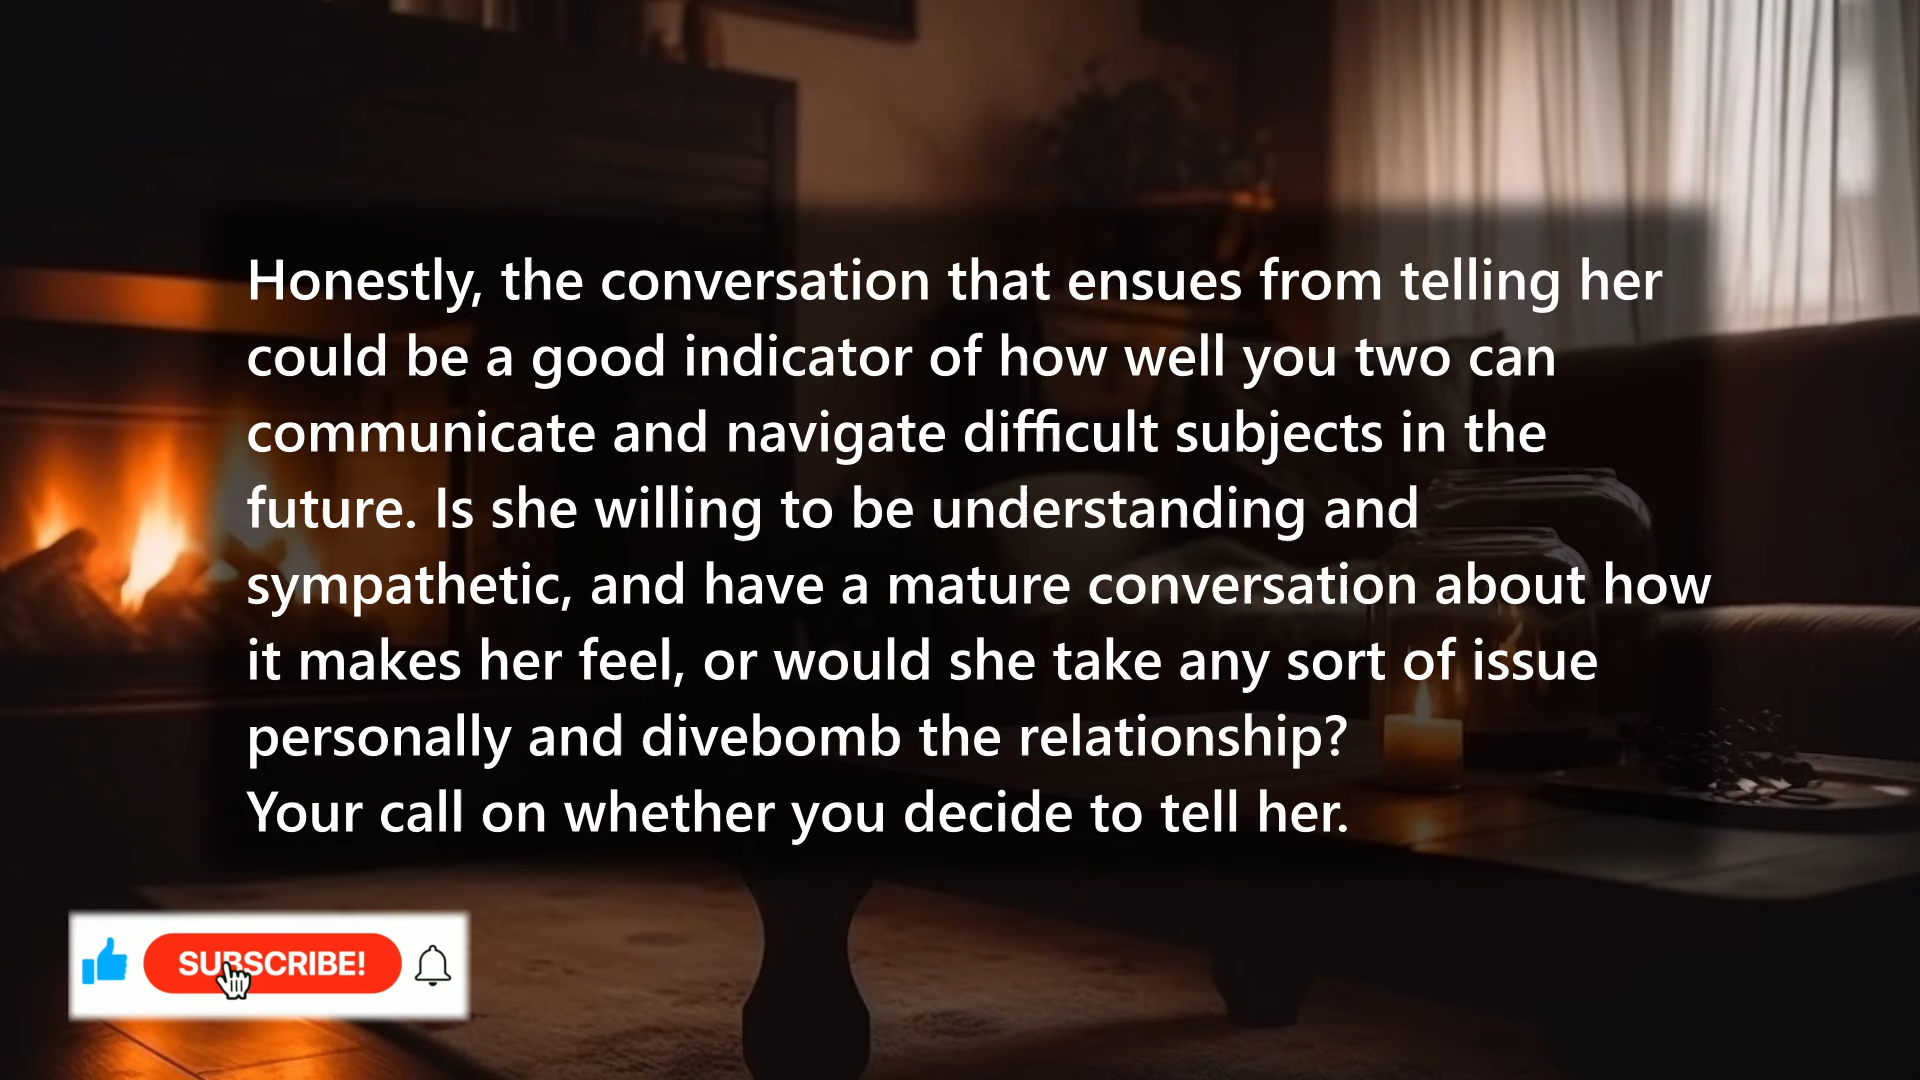 Honestly, the conversation that ensues from telling her
could be a good indicator of how well you two can
communicate and navigate difficult subjects in the
future. Is she willing to be understanding and
sympathetic, and have a mature conversation about how
it makes her feel, or would she take any sort of issue
personally and divebomb the relationship?
Your call on whether you decide to tell her.
SUBSCRIBE!